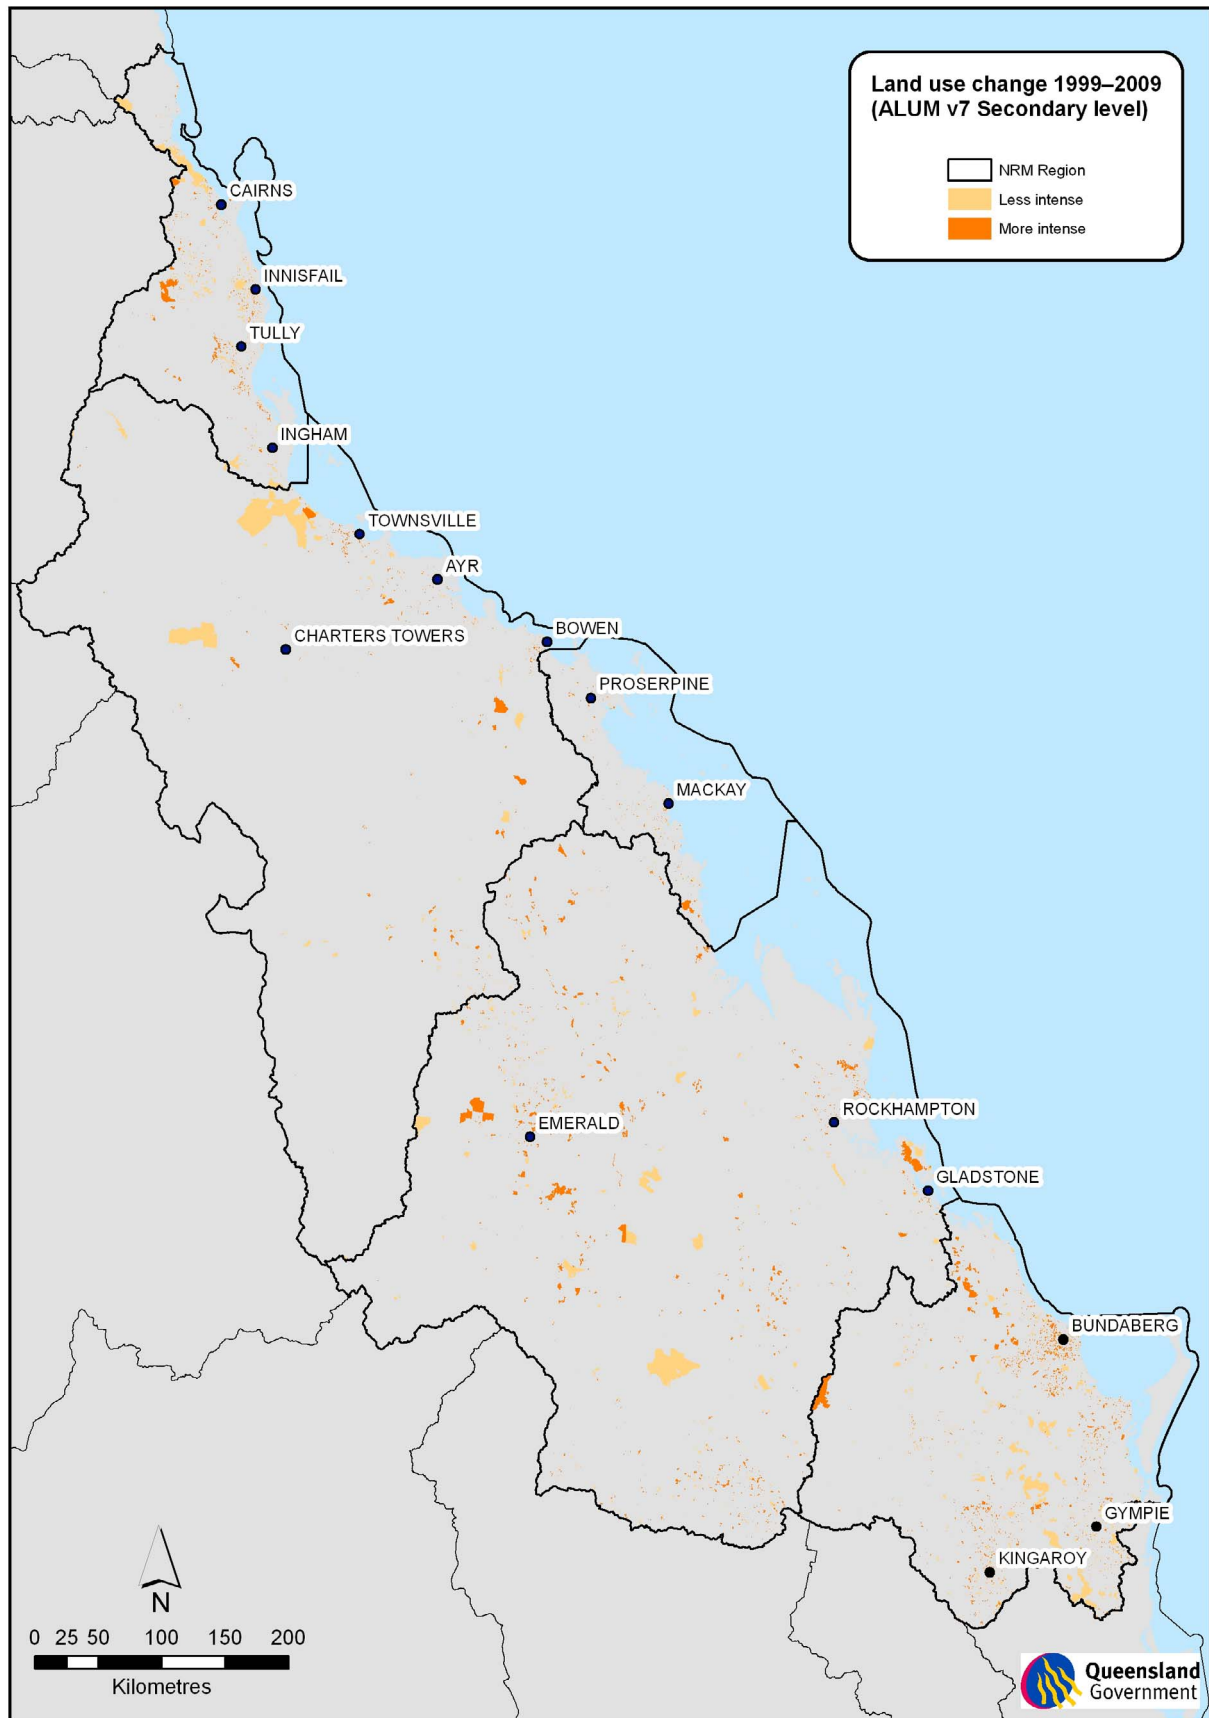 Land use change 1999–2009
(ALUM v7 Secondary level)
NRM Region
Less intense
More intense
CAIRNS
INNISFAIL
TULLY
INGHAM
TOWNSVILLE
AYR
BOWEN
CHARTERS TOWERS
PROSERPINE
MACKAY
ROCKHAMPTON
EMERALD
GLADSTONE
BUNDABERG
GYMPIE
KINGAROY
N
0 25 50 100 150 200
Kilometres
Queensland
Government